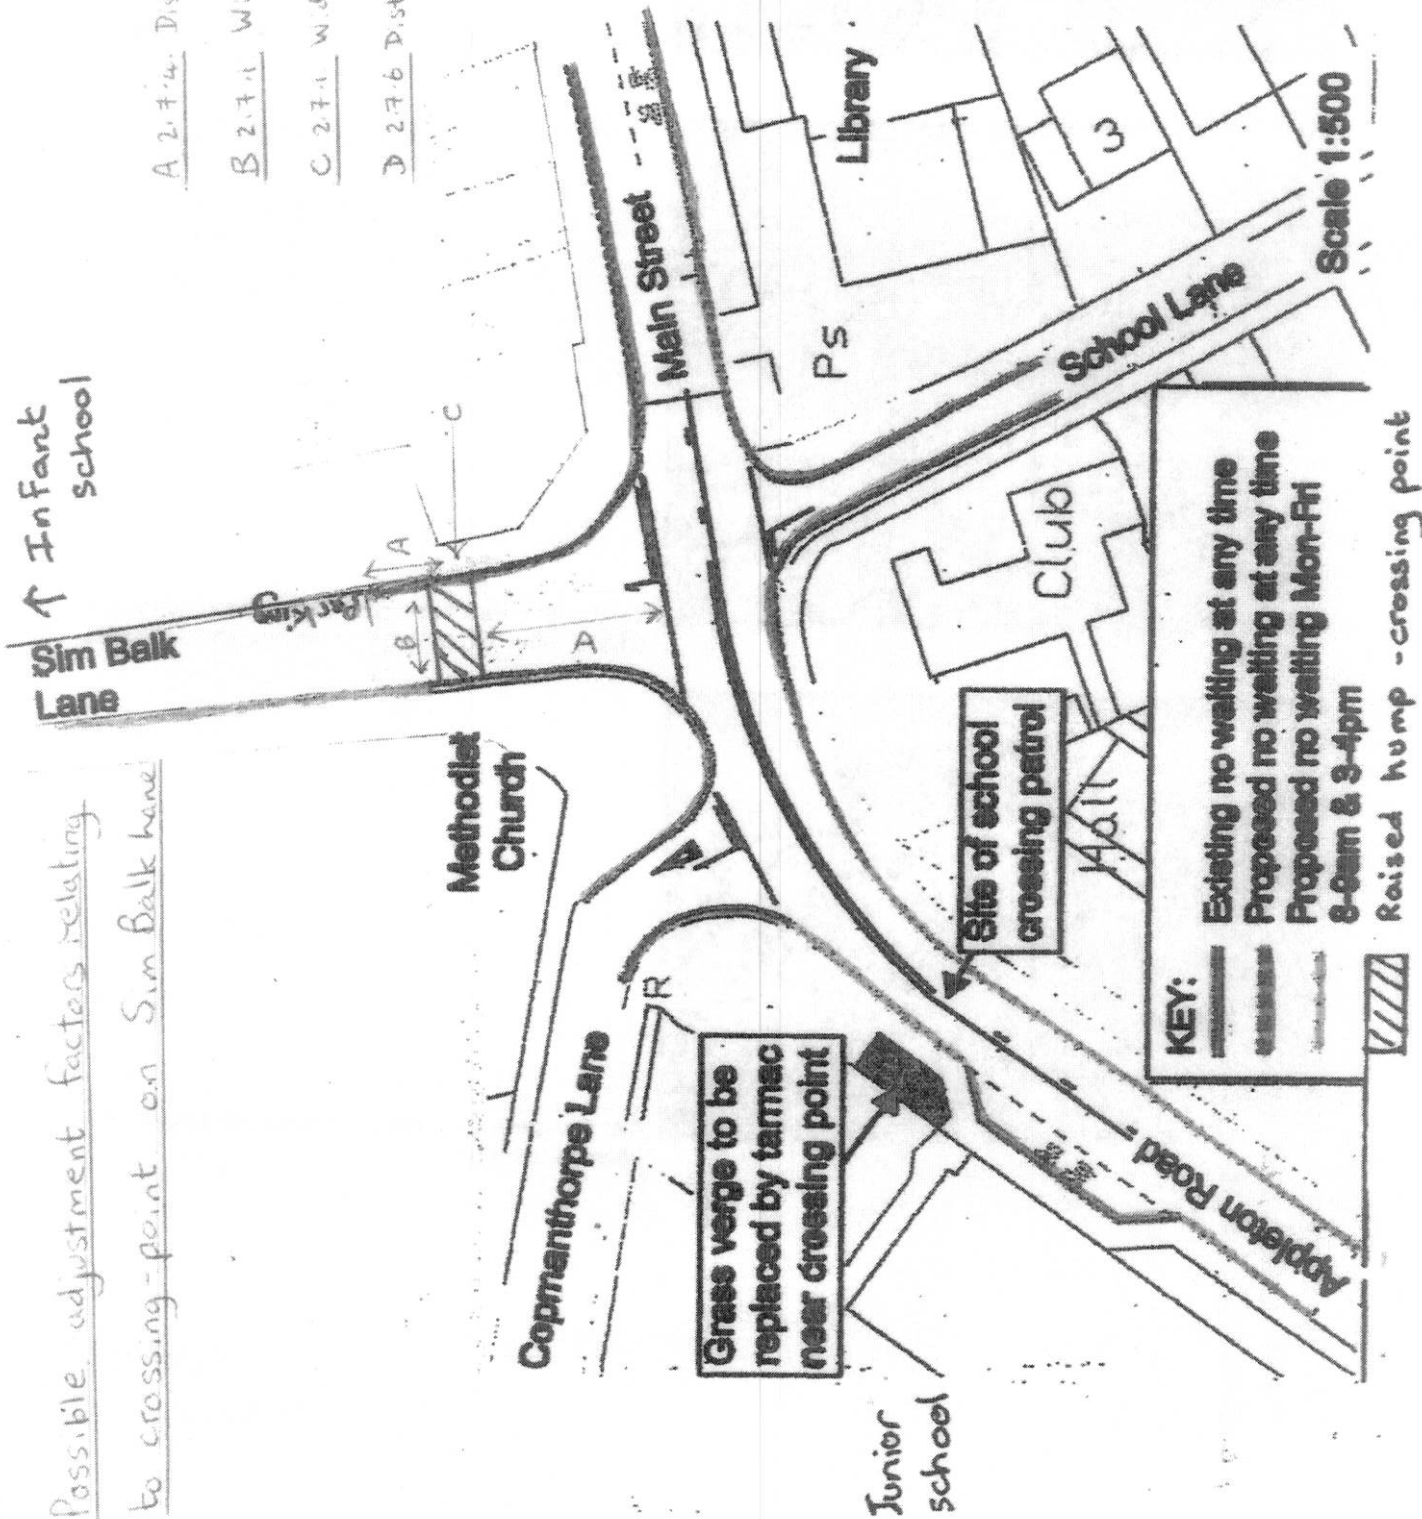 Possible adjustment factors relating
to crossing-point on Sim Balk Lane
↑ Infant
school
A 2.7.4.
B 2.7.1
C 2.7.1
D 2.7.6
Sim Balk
Lane
Parking
A
B
C
A
Methodist
Church
Main Street
Library
3
Ps
School Lane
Scale 1:500
Copmanthorpe Lane
R
Club
Hall
Site of school
crossing patrol
Grass verge to be
replaced by tarmac
near crossing point
Junior
school
Appleton Road
KEY:
Existing no waiting at any time
Proposed no waiting at any time
Proposed no waiting Mon-Fri
8-9am & 3-4pm
Raised hump - crossing point